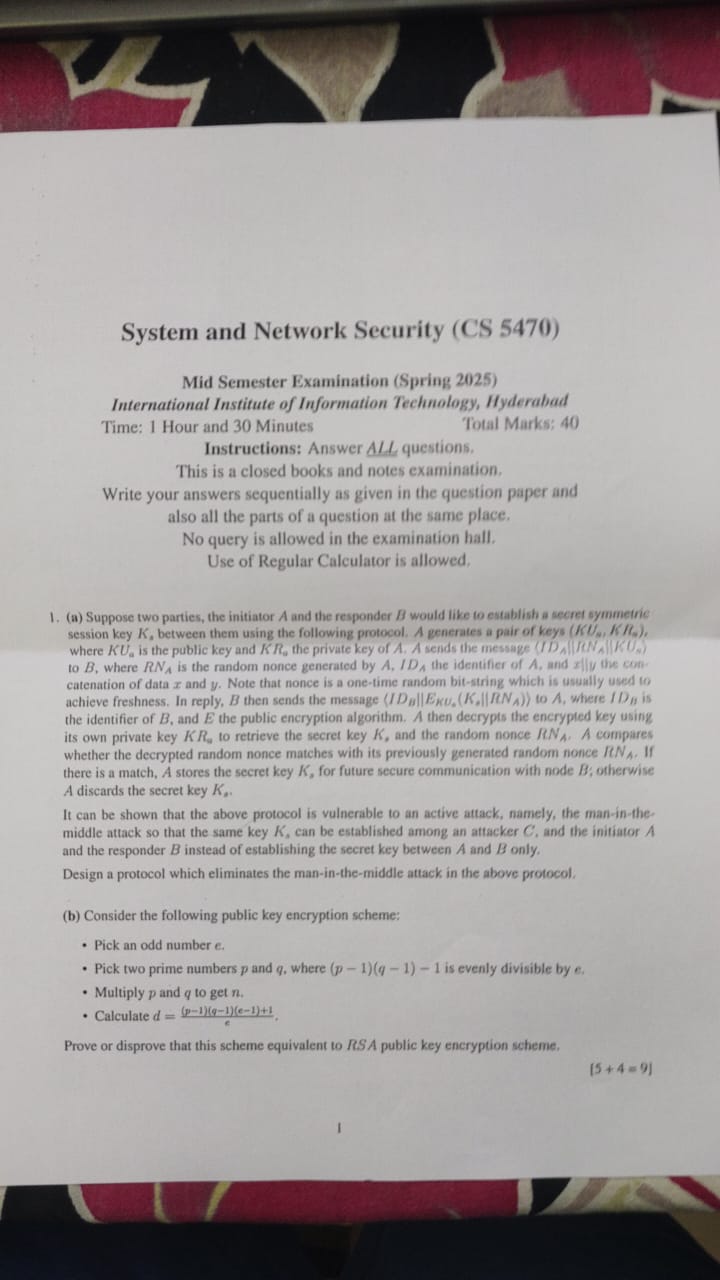 System and Network Security (CS 5470)
Mid Semester Examination (Spring 2025)
International Institute of Information Technology, Hyderabad
Time: 1 Hour and 30 Minutes Total Marks: 40
Instructions: Answer ALL questions.
This is a closed books and notes examination.
Write your answers sequentially as given in the question paper and
also all the parts of a question at the same place.
No query is allowed in the examination hall.
Use of Regular Calculator is allowed.
1. (a) Suppose two parties, the initiator A and the responder B would like to establish a secret symmetric
session key Kₛ between them using the following protocol. A generates a pair of keys (KUₐ, KRₐ),
where KUₐ is the public key and KRₐ the private key of A. A sends the message ⟨ID_A||RN_A||KUₐ⟩
to B, where RN_A is the random nonce generated by A, ID_A the identifier of A, and x||y the con-
catenation of data x and y. Note that nonce is a one-time random bit-string which is usually used to
achieve freshness. In reply, B then sends the message ⟨ID_B||E_KUₐ(Kₛ||RN_A)⟩ to A, where ID_B is
the identifier of B, and E the public encryption algorithm. A then decrypts the encrypted key using
its own private key KRₐ to retrieve the secret key Kₛ and the random nonce RN_A. A compares
whether the decrypted random nonce matches with its previously generated random nonce RN_A. If
there is a match, A stores the secret key Kₛ for future secure communication with node B; otherwise
A discards the secret key Kₛ.
It can be shown that the above protocol is vulnerable to an active attack, namely, the man-in-the-
middle attack so that the same key Kₛ can be established among an attacker C, and the initiator A
and the responder B instead of establishing the secret key between A and B only.
Design a protocol which eliminates the man-in-the-middle attack in the above protocol.
(b) Consider the following public key encryption scheme:
• Pick an odd number e.
• Pick two prime numbers p and q, where (p − 1)(q − 1) − 1 is evenly divisible by e.
• Multiply p and q to get n.
• Calculate d = (p−1)(q−1)(e−1)+1 / e.
Prove or disprove that this scheme equivalent to RSA public key encryption scheme.
[5 + 4 = 9]
1